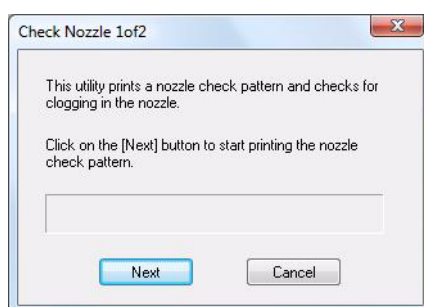 Check Nozzle 1of2
This utility prints a nozzle check pattern and checks for
clogging in the nozzle.
Click on the [Next] button to start printing the nozzle
check pattern.
Next
Cancel